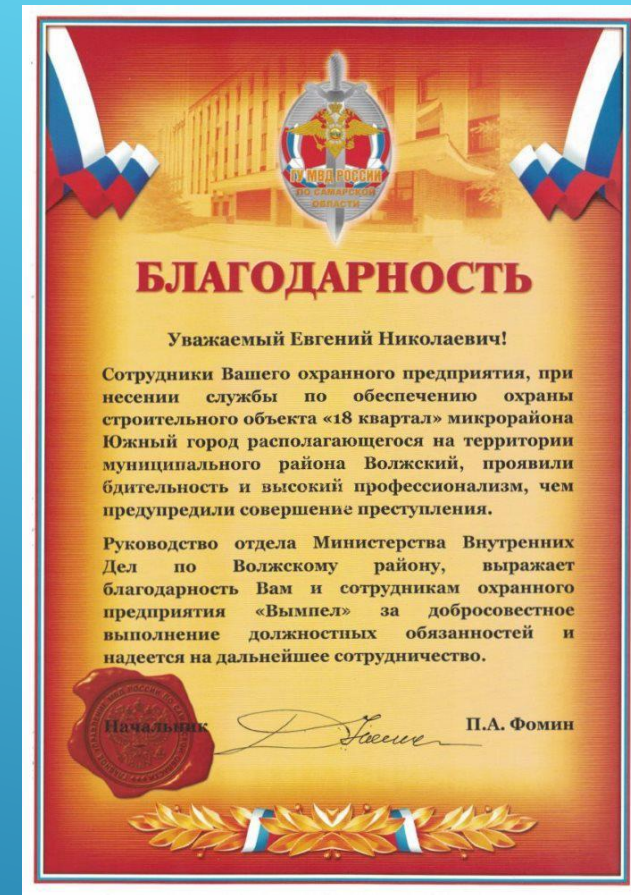 ГУ МВД РОССИИ
ПО САМАРСКОЙ
ОБЛАСТИ
БЛАГОДАРНОСТЬ
Уважаемый Евгений Николаевич!
Сотрудники Вашего охранного предприятия, при
несении службы по обеспечению охраны
строительного объекта «18 квартал» микрорайона
Южный город располагающегося на территории
муниципального района Волжский, проявили
бдительность и высокий профессионализм, чем
предупредили совершение преступления.
Руководство отдела Министерства Внутренних
Дел по Волжскому району, выражает
благодарность Вам и сотрудникам охранного
предприятия «Вымпел» за добросовестное
выполнение должностных обязанностей и
надеется на дальнейшее сотрудничество.
Начальник П.А. Фомин